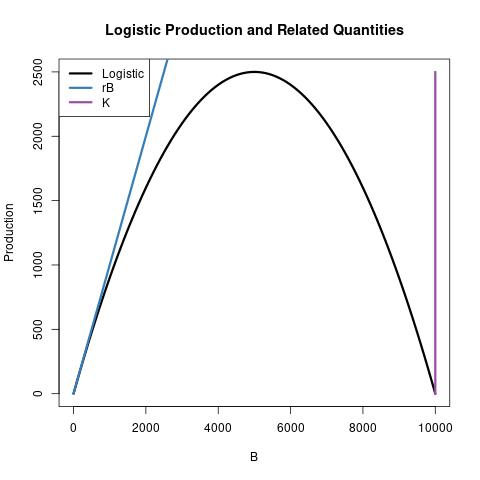 Logistic Production and Related Quantities
Logistic
rB
K
Production
2500
2000
1500
1000
500
0
0 2000 4000 6000 8000 10000
B